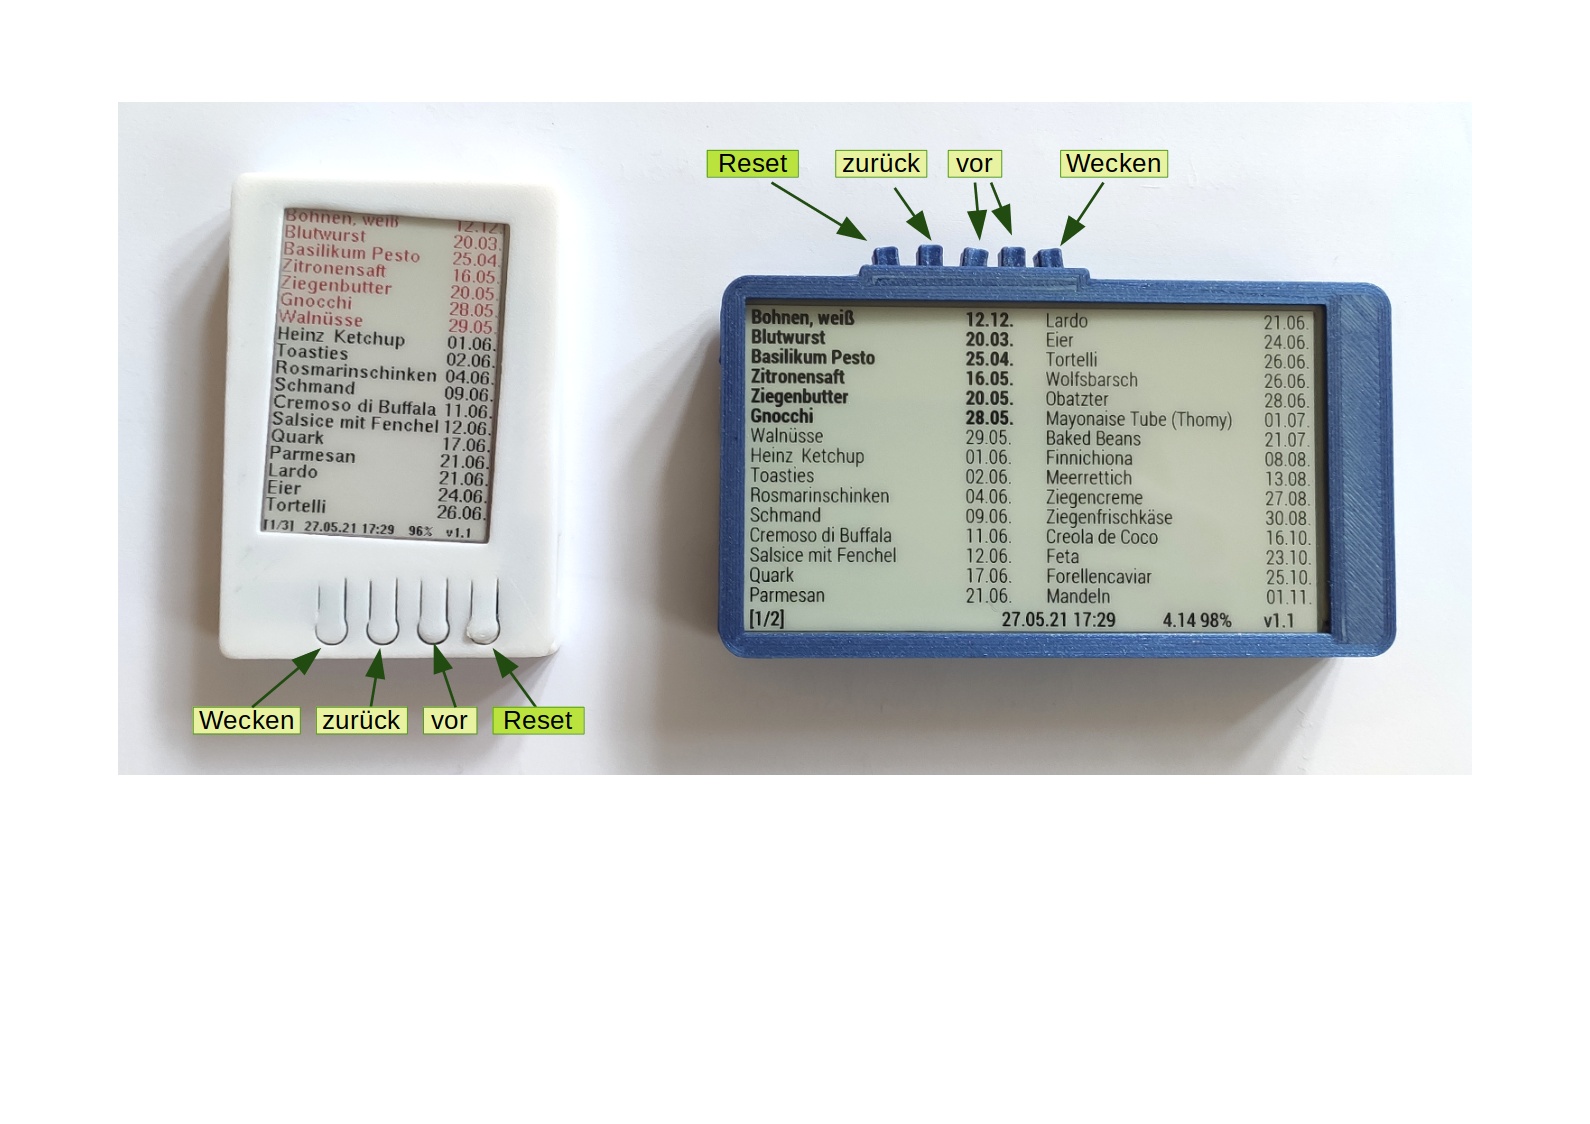 Reset zurück vor Wecken
Bohnen, weiß 12.12.
Blutwurst 20.03.
Basilikum Pesto 25.04.
Zitronensaft 16.05.
Ziegenbutter 20.05.
Gnocchi 28.05.
Walnüsse 29.05.
Heinz Ketchup 01.06.
Toasties 02.06.
Rosmarinschinken 04.06.
Schmand 09.06.
Cremoso di Buffala 11.06.
Salsice mit Fenchel 12.06.
Quark 17.06.
Parmesan 21.06.
Lardo 21.06.
Eier 24.06.
Tortelli 26.06.
[1/3] 27.05.21 17:29 96% v1.1
Wecken zurück vor Reset
Bohnen, weiß 12.12. Lardo 21.06.
Blutwurst 20.03. Eier 24.06.
Basilikum Pesto 25.04. Tortelli 26.06.
Zitronensaft 16.05. Wolfsbarsch 26.06.
Ziegenbutter 20.05. Obatzter 28.06.
Gnocchi 28.05. Mayonaise Tube (Thomy) 01.07.
Walnüsse 29.05. Baked Beans 21.07.
Heinz Ketchup 01.06. Finnichiona 08.08.
Toasties 02.06. Meerrettich 13.08.
Rosmarinschinken 04.06. Ziegencreme 27.08.
Schmand 09.06. Ziegenfrischkäse 30.08.
Cremoso di Buffala 11.06. Creola de Coco 16.10.
Salsice mit Fenchel 12.06. Feta 23.10.
Quark 17.06. Forellencaviar 25.10.
Parmesan 21.06. Mandeln 01.11.
[1/2] 27.05.21 17:29 4.14 98% v1.1